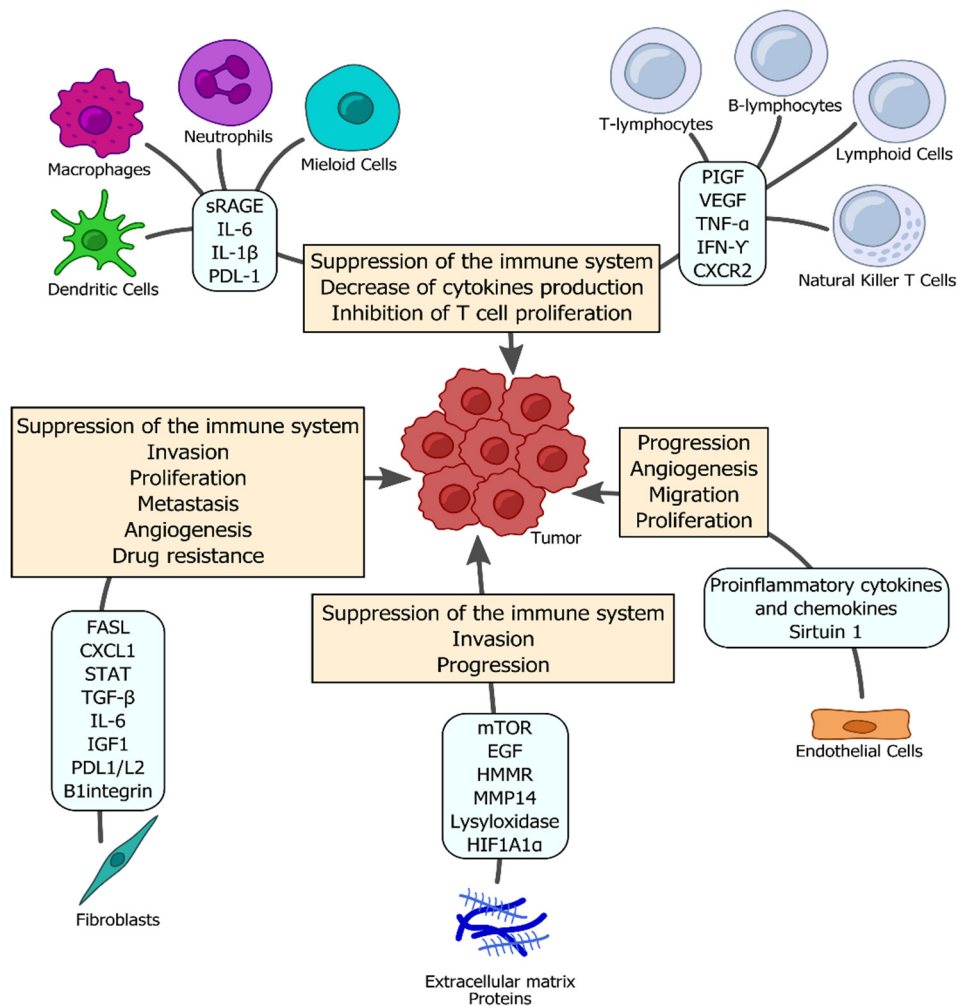 T-lymphocytes
B-lymphocytes
Lymphoid Cells
Natural Killer T Cells
Macrophages
Neutrophils
Mieloid Cells
Dendritic Cells
sRAGE
IL-6
IL-1β
PDL-1
PIGF
VEGF
TNF-α
IFN-ϒ
CXCR2
Suppression of the immune system
Decrease of cytokines production
Inhibition of T cell proliferation
Suppression of the immune system
Invasion
Proliferation
Metastasis
Angiogenesis
Drug resistance
Tumor
Progression
Angiogenesis
Migration
Proliferation
Proinflammatory cytokines
and chemokines
Sirtuin 1
Endothelial Cells
Suppression of the immune system
Invasion
Progression
FASL
CXCL1
STAT
TGF-β
IL-6
IGF1
PDL1/L2
B1integrin
Fibroblasts
mTOR
EGF
HMMR
MMP14
Lysyloxidase
HIF1A1α
Extracellular matrix
Proteins